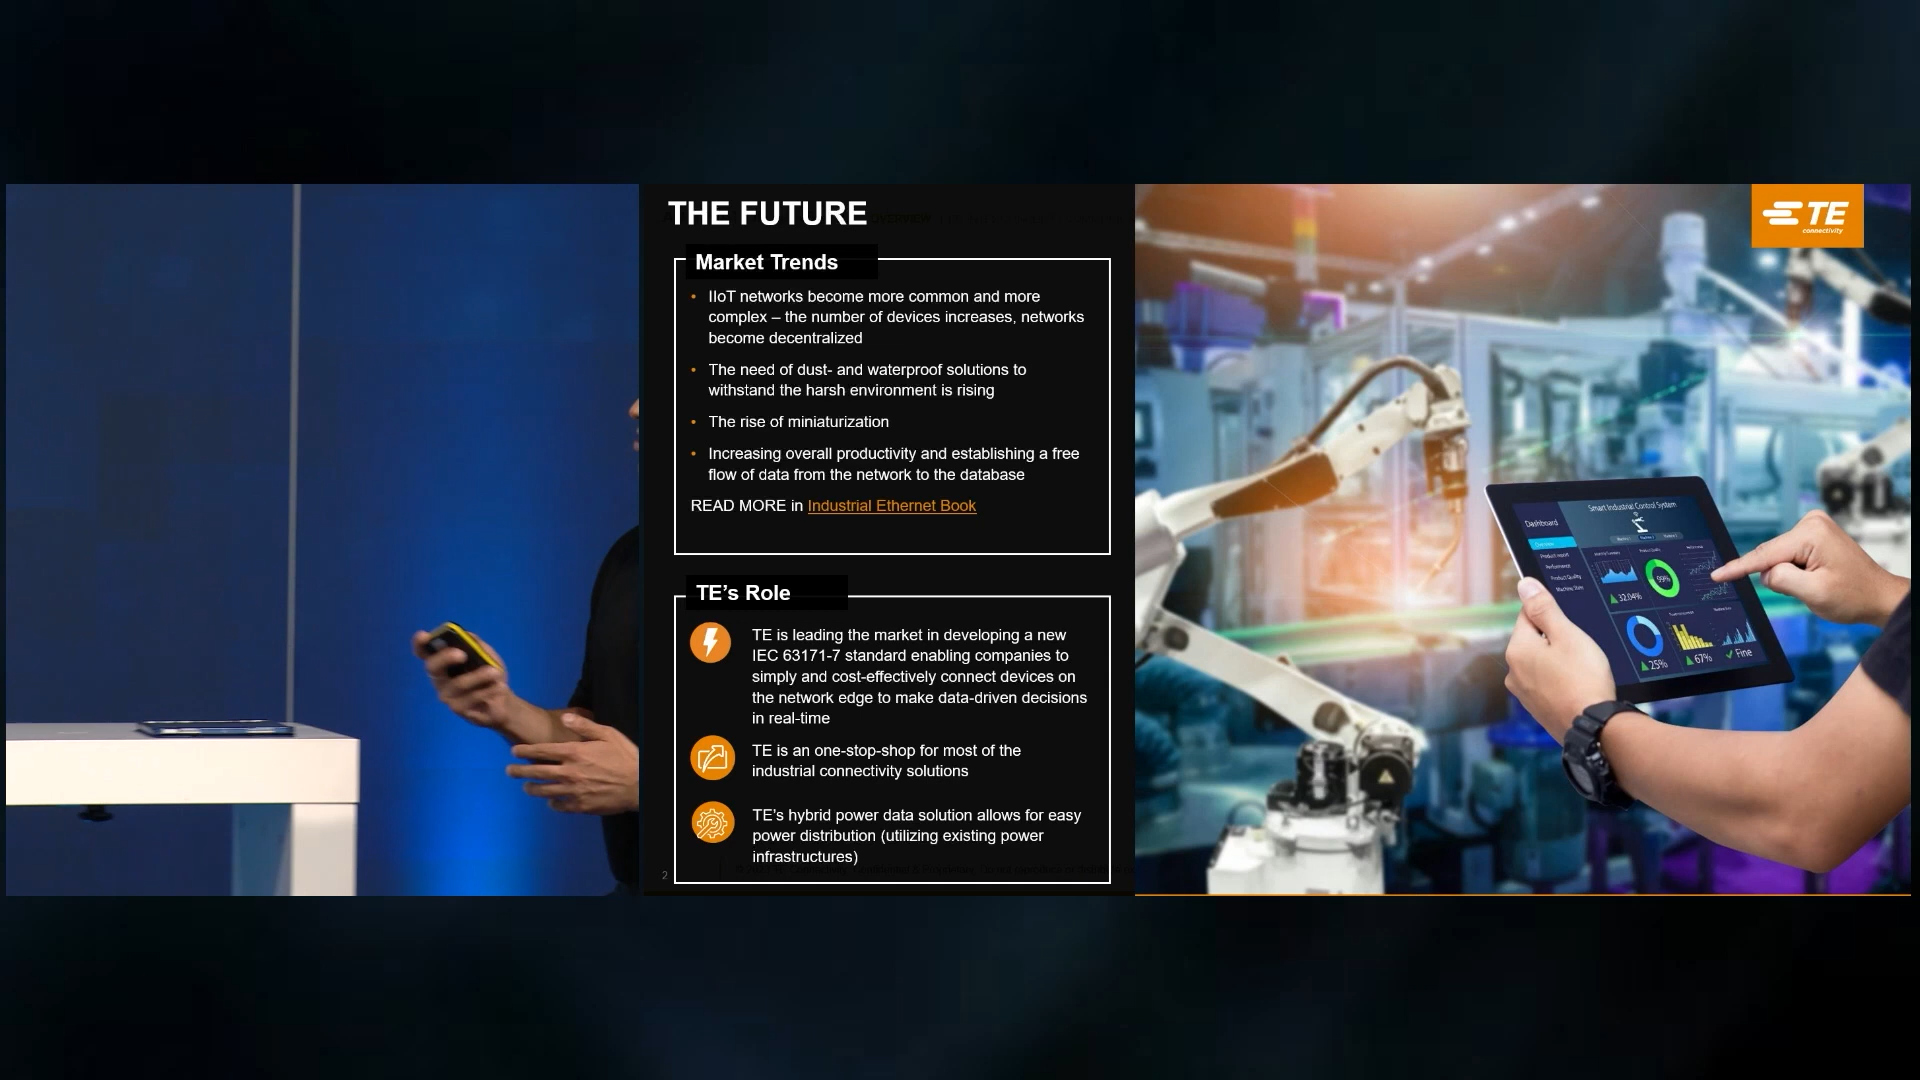 THE FUTURE
Market Trends
• IIoT networks become more common and more
complex – the number of devices increases, networks
become decentralized
• The need of dust- and waterproof solutions to
withstand the harsh environment is rising
• The rise of miniaturization
• Increasing overall productivity and establishing a free
flow of data from the network to the database
READ MORE in Industrial Ethernet Book
TE’s Role
TE is leading the market in developing a new
IEC 63171-7 standard enabling companies to
simply and cost-effectively connect devices on
the network edge to make data-driven decisions
in real-time
TE is an one-stop-shop for most of the
industrial connectivity solutions
TE’s hybrid power data solution allows for easy
power distribution (utilizing existing power
infrastructures)
2
TE
connectivity
Smart Industrial Control System
Dashboard
Performance
Product Quality
99%
32.04%
25%
67%
Fine